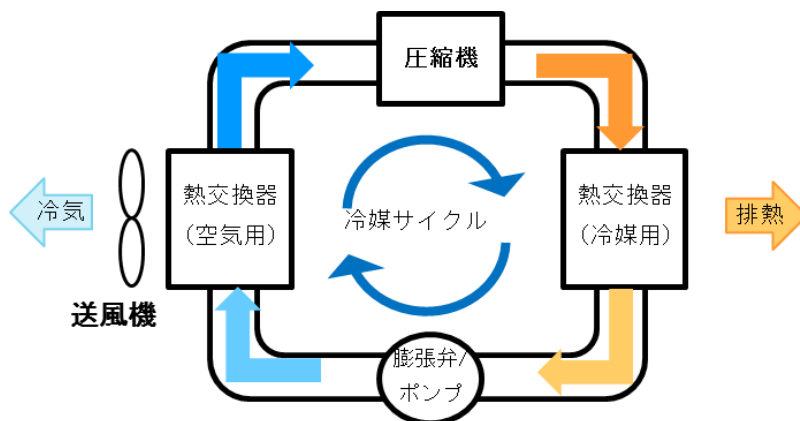 圧縮機
熱交換器
(空気用)
冷気
送風機
冷媒サイクル
熱交換器
(冷媒用)
排熱
膨張弁/
ポンプ